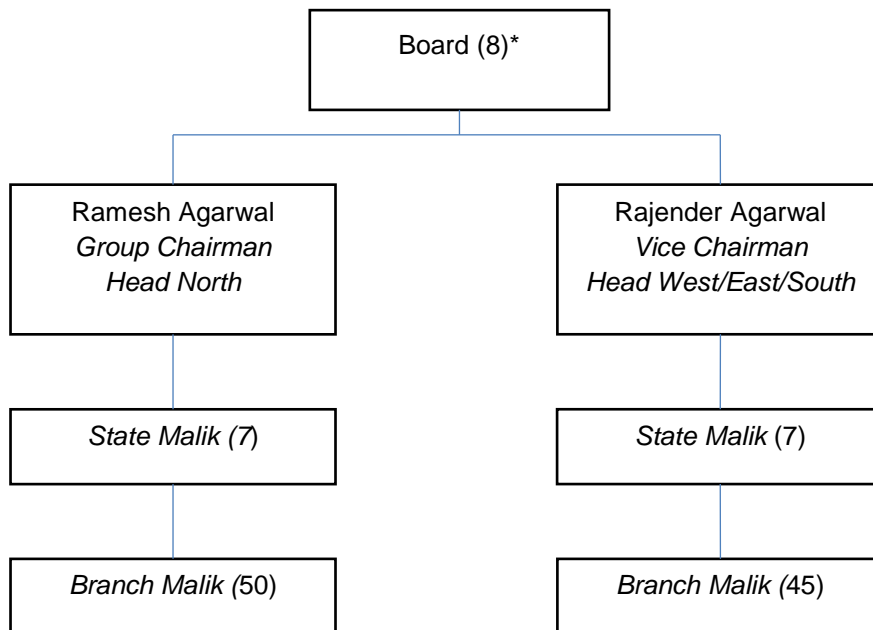 Board (8)*
Ramesh Agarwal
Group Chairman
Head North
Rajender Agarwal
Vice Chairman
Head West/East/South
State Malik (7)
State Malik (7)
Branch Malik (50)
Branch Malik (45)